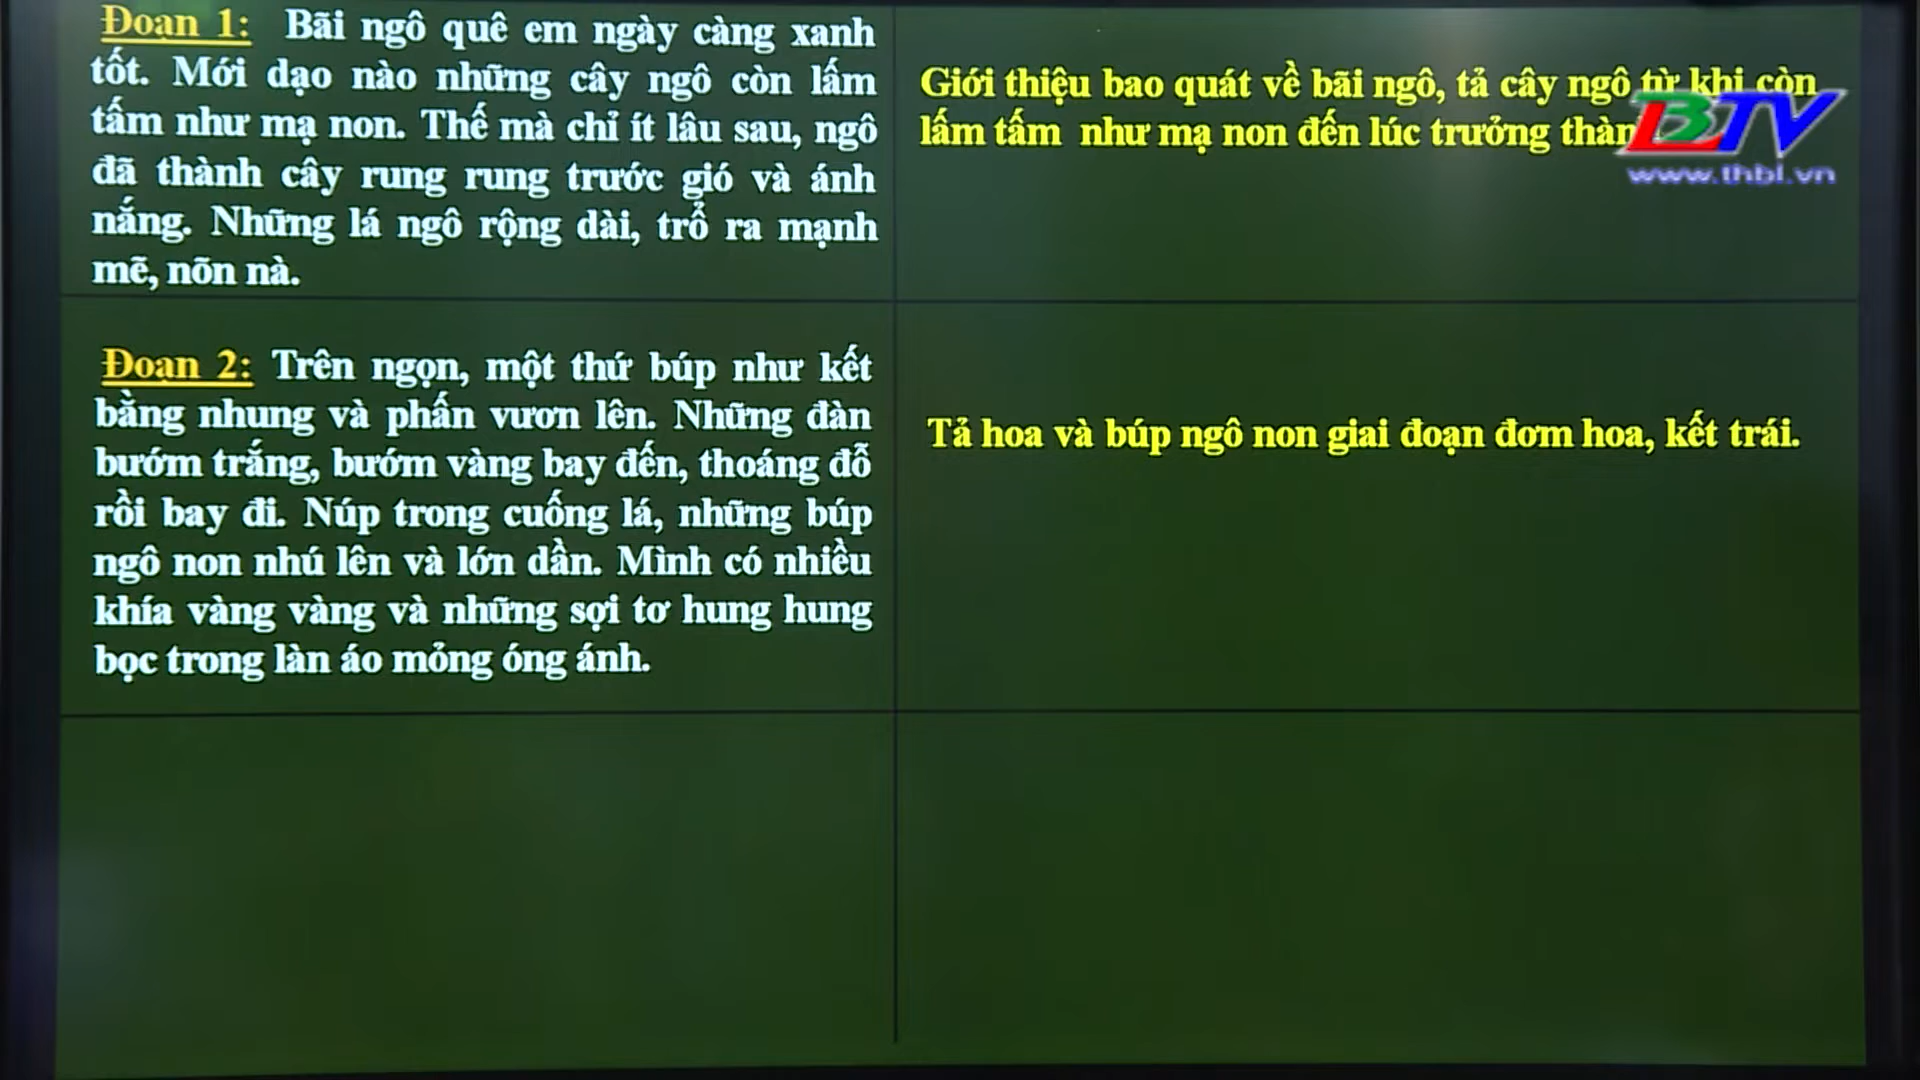 Đoạn 1: Bãi ngô quê em ngày càng xanh
tốt. Mới dạo nào những cây ngô còn lấm
tấm như mạ non. Thế mà chỉ ít lâu sau, ngô
đã thành cây rung rung trước gió và ánh
nắng. Những lá ngô rộng dài, trổ ra mạnh
mẽ, nõn nà.
Giới thiệu bao quát về bãi ngô, tả cây ngô từ khi còn
lấm tấm như mạ non đến lúc trưởng
BTV
www.thbl.vn
Đoạn 2: Trên ngọn, một thứ búp như kết
bằng nhung và phấn vươn lên. Những đàn
bướm trắng, bướm vàng bay đến, thoáng đỗ
rồi bay đi. Núp trong cuống lá, những búp
ngô non nhú lên và lớn dần. Mình có nhiều
khía vàng vàng và những sợi tơ hung hung
bọc trong làn áo mỏng óng ánh.
Tả hoa và búp ngô non giai đoạn đơm hoa, kết trái.